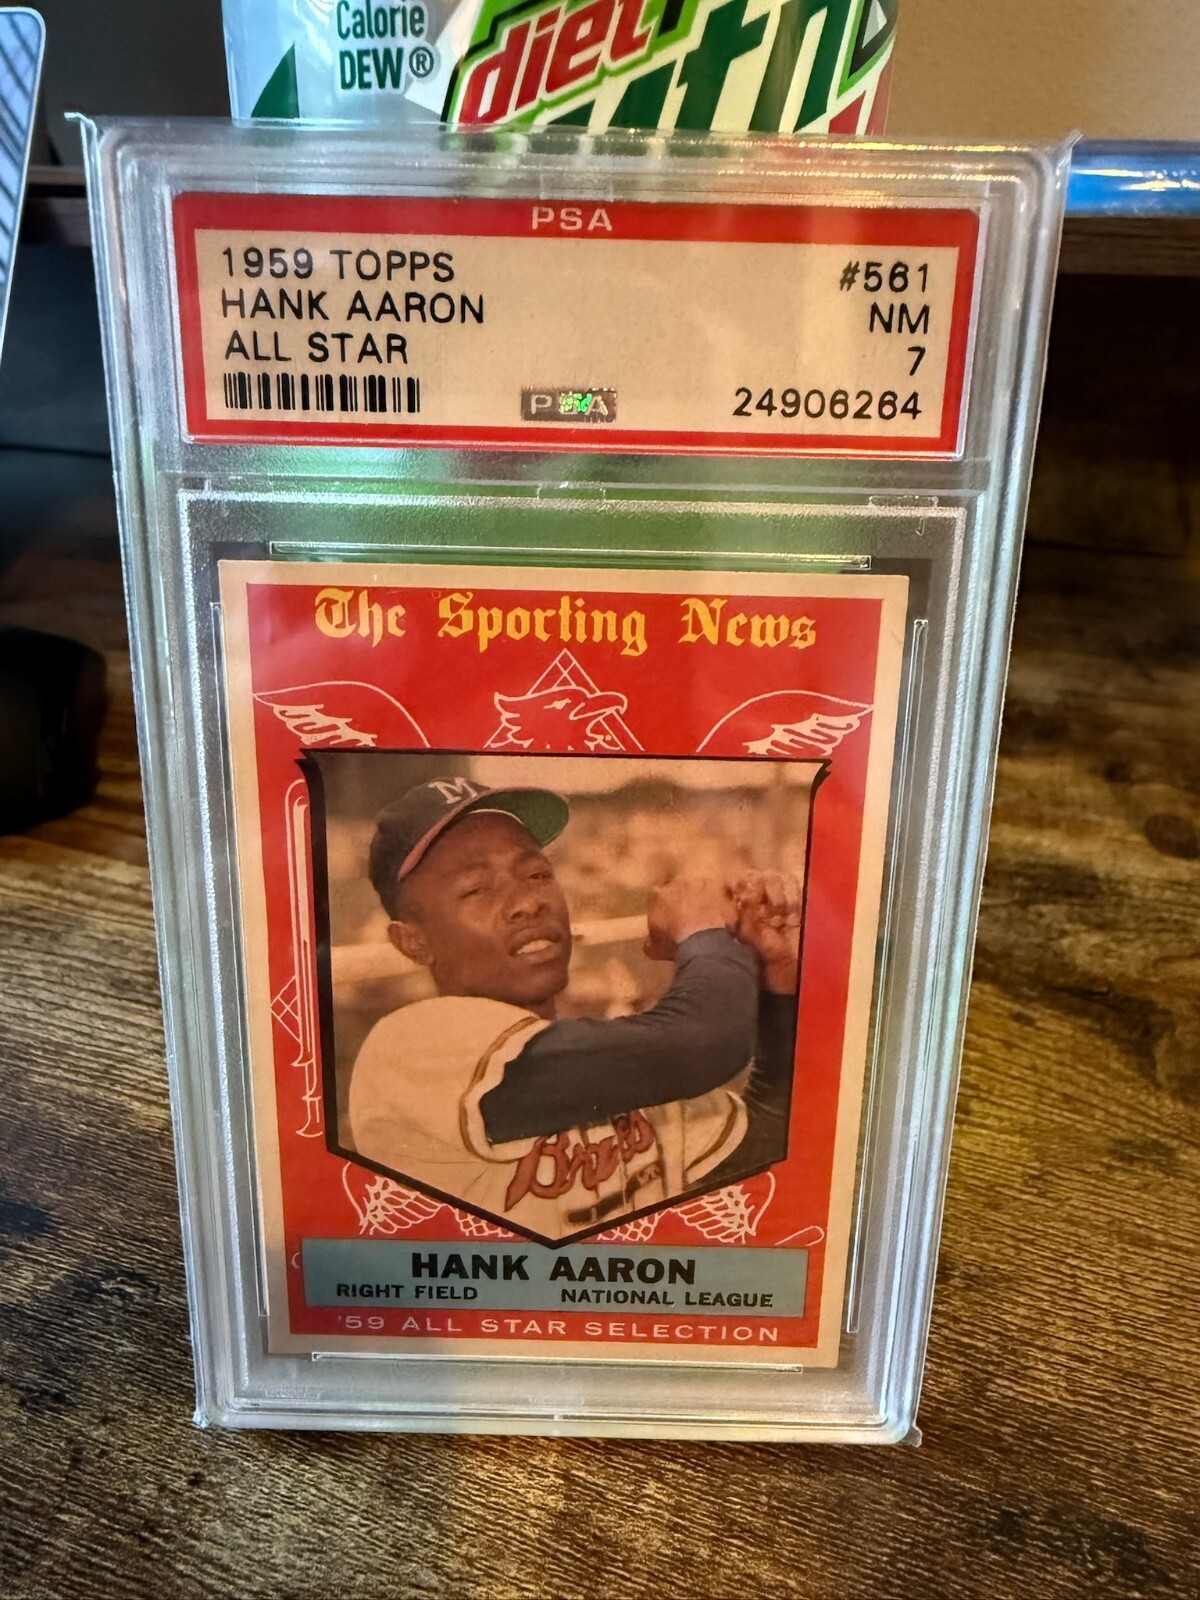 Calorie
DEW®
diet
PSA
1959 TOPPS #561
HANK AARON NM
ALL STAR 7
PSA 24906264
The Sporting News
M
Braves
HANK AARON
RIGHT FIELD NATIONAL LEAGUE
'59 ALL STAR SELECTION